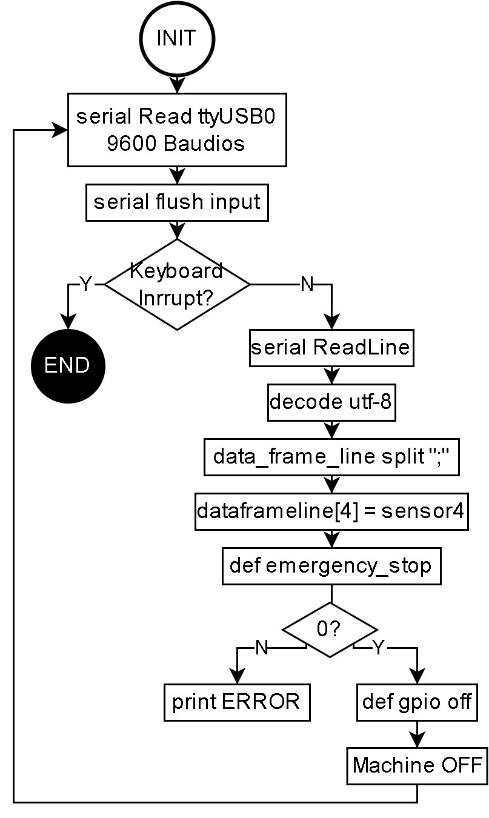 INIT
serial Read ttyUSB0
9600 Baudios
serial flush input
Keyboard
Inrrupt?
Y
N
END
serial ReadLine
decode utf-8
data_frame_line split ";"
dataframeline[4] = sensor4
def emergency_stop
0?
N
Y
print ERROR
def gpio off
Machine OFF